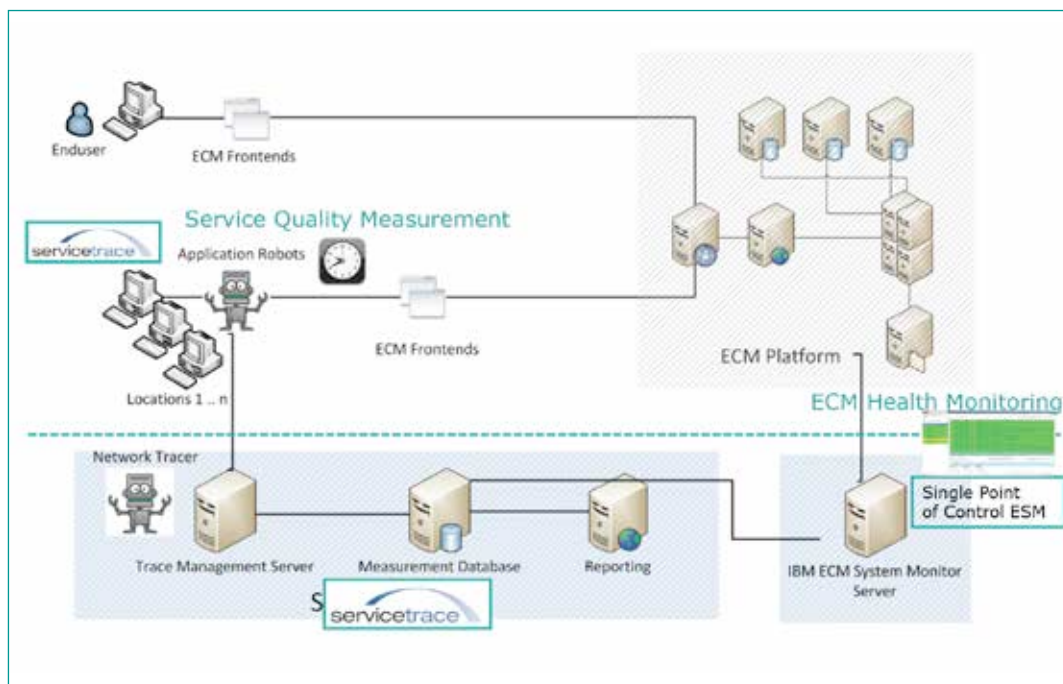 Enduser
ECM Frontends
Service Quality Measurement
servicetrace
Application Robots
ECM Frontends
ECM Platform
Locations 1 .. n
ECM Health Monitoring
Network Tracer
Single Point
of Control ESM
Trace Management Server
Measurement Database
Reporting
IBM ECM System Monitor
Server
S
servicetrace